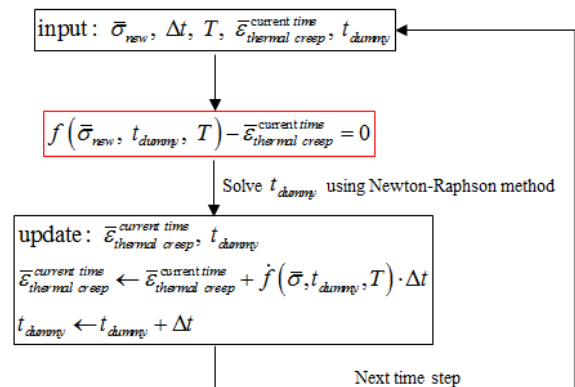 input: σ̄_new, Δt, T, ε̄_thermal creep^current time, t_dummy
f(σ̄_new, t_dummy, T) − ε̄_thermal creep^current time = 0
Solve t_dummy using Newton-Raphson method
update: ε̄_thermal creep^current time, t_dummy
ε̄_thermal creep^current time ← ε̄_thermal creep^current time + ḟ(σ̄, t_dummy, T)·Δt
t_dummy ← t_dummy + Δt
Next time step